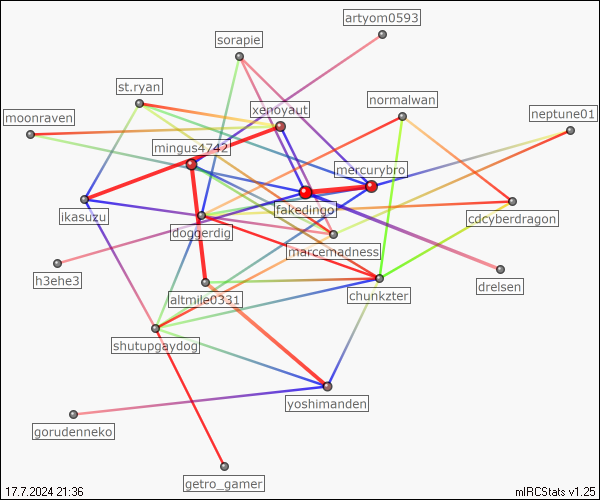 artyom0593
sorapie
st.ryan
normalwan
xenoyaut
moonraven
neptune01
mingus4742
mercurybro
fakedingo
ikasuzu
cdcyberdragon
doggerdig
marcemadness
h3ehe3
drelsen
chunkzter
altmile0331
shutupgaydog
yoshimanden
gorudenneko
getro_gamer
17.7.2024 21:36
mIRCStats v1.25